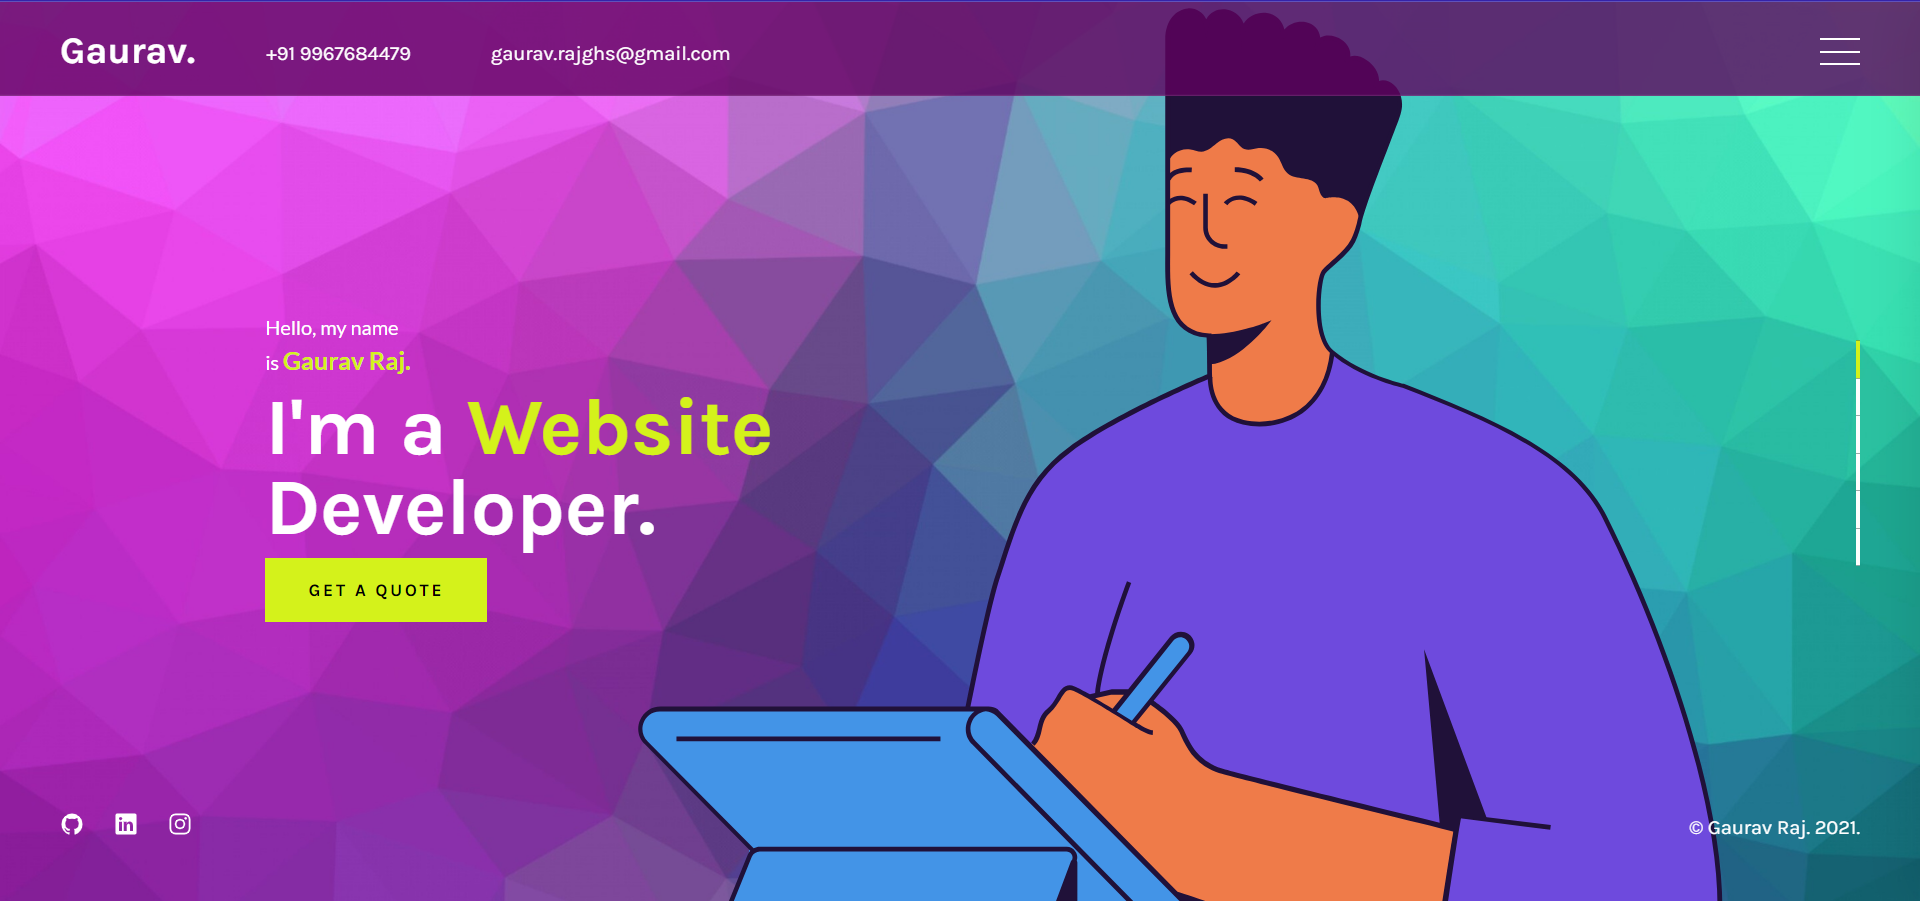 Gaurav.
+91 9967684479
gaurav.rajghs@gmail.com
Hello, my name
is Gaurav Raj.
I'm a Website
Developer.
GET A QUOTE
© Gaurav Raj. 2021.